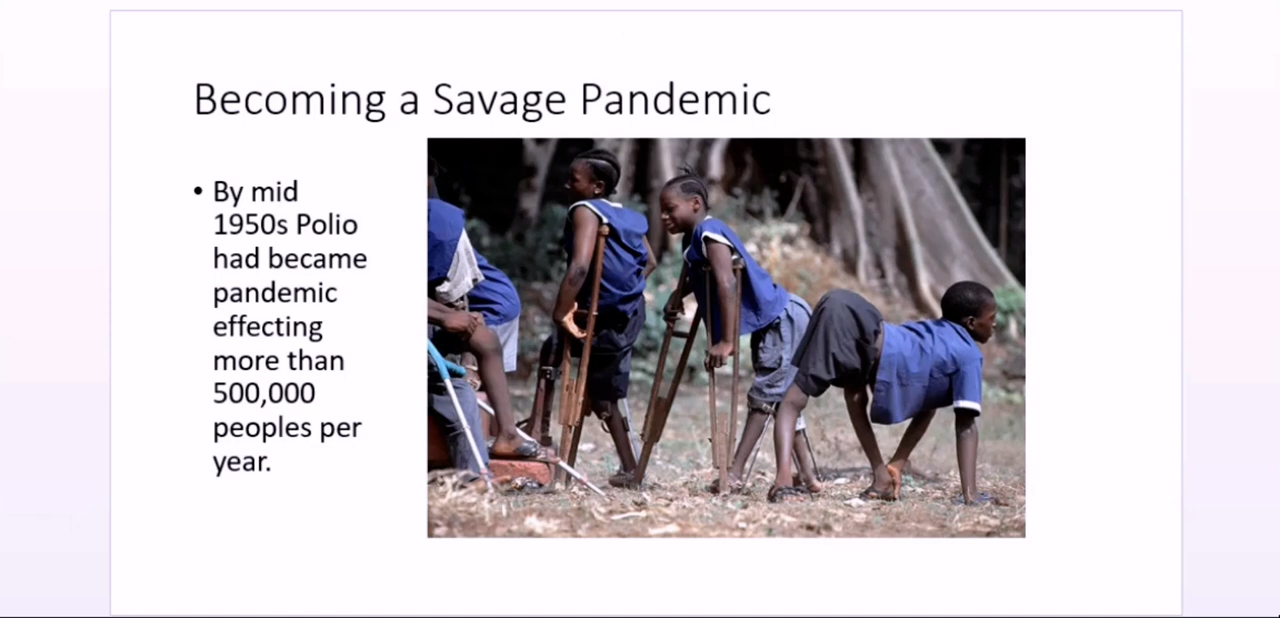 Becoming a Savage Pandemic
• By mid
1950s Polio
had became
pandemic
effecting
more than
500,000
peoples per
year.